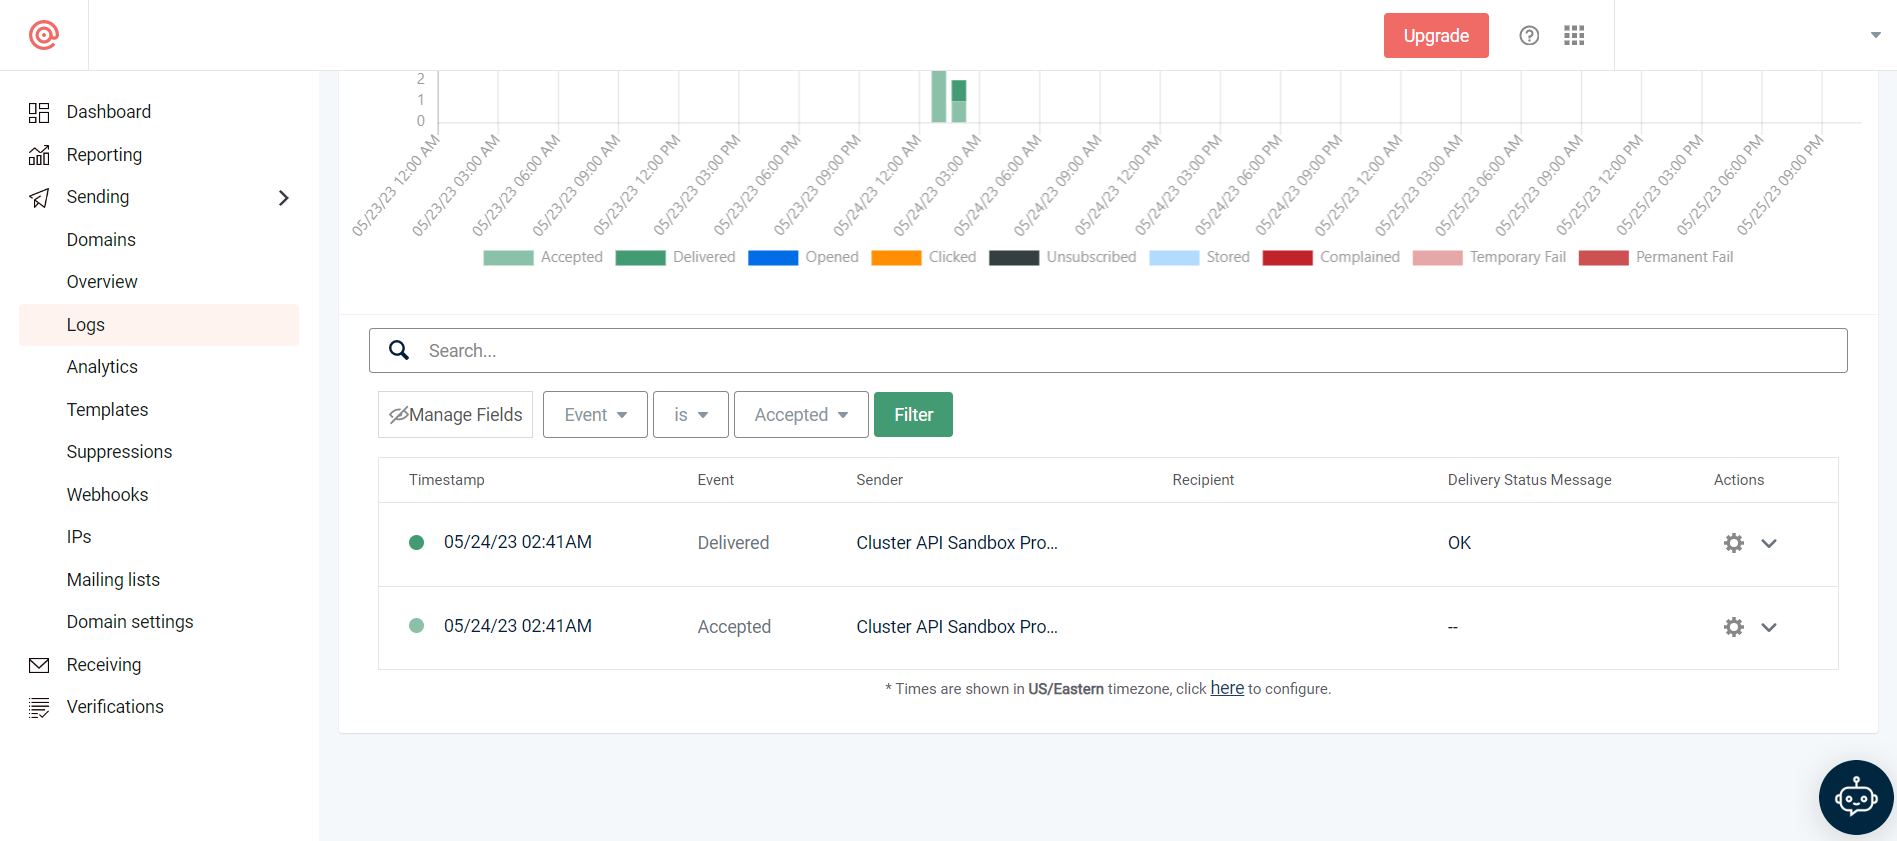 Upgrade
Dashboard
Reporting
Sending
Domains
Overview
Logs
Analytics
Templates
Suppressions
Webhooks
IPs
Mailing lists
Domain settings
Receiving
Verifications
2
1
0
05/23/23 12:00 AM
05/23/23 03:00 AM
05/23/23 06:00 AM
05/23/23 09:00 AM
05/23/23 12:00 PM
05/23/23 03:00 PM
05/23/23 06:00 PM
05/23/23 09:00 PM
05/24/23 12:00 AM
05/24/23 03:00 AM
05/24/23 06:00 AM
05/24/23 09:00 AM
05/24/23 12:00 PM
05/24/23 03:00 PM
05/24/23 06:00 PM
05/24/23 09:00 PM
05/25/23 12:00 AM
05/25/23 03:00 AM
05/25/23 06:00 AM
05/25/23 09:00 AM
05/25/23 12:00 PM
05/25/23 03:00 PM
05/25/23 06:00 PM
05/25/23 09:00 PM
Accepted Delivered Opened Clicked Unsubscribed Stored Complained Temporary Fail Permanent Fail
Search...
Manage Fields Event is Accepted Filter
Timestamp Event Sender Recipient Delivery Status Message Actions
05/24/23 02:41AM Delivered Cluster API Sandbox Pro... OK
05/24/23 02:41AM Accepted Cluster API Sandbox Pro... --
* Times are shown in US/Eastern timezone, click here to configure.